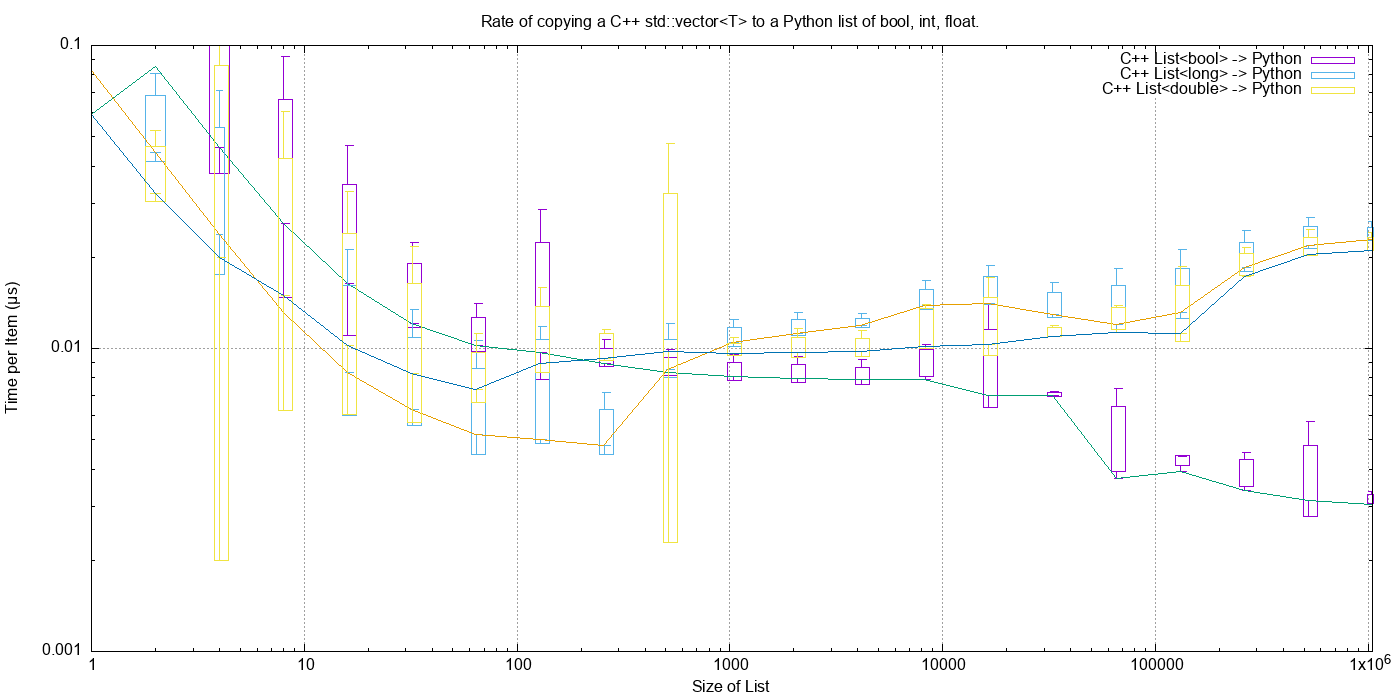 Rate of copying a C++ std::vector<T> to a Python list of bool, int, float.
C++ List<bool> -> Python
C++ List<long> -> Python
C++ List<double> -> Python
Time per Item (µs)
0.1
0.01
0.001
1 10 100 1000 10000 100000 1x10⁶
Size of List